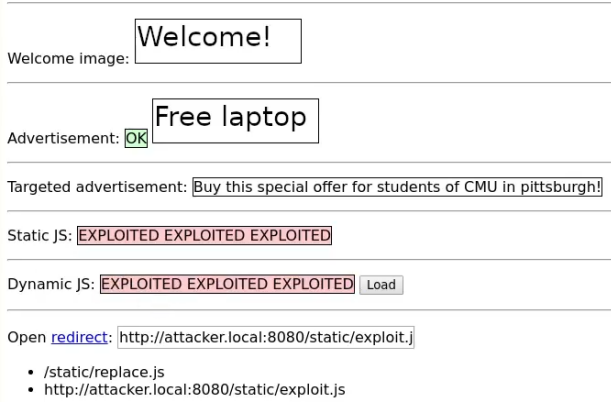 Welcome image: Welcome!
Advertisement: OK Free laptop
Targeted advertisement: Buy this special offer for students of CMU in pittsburgh!
Static JS: EXPLOITED EXPLOITED EXPLOITED
Dynamic JS: EXPLOITED EXPLOITED EXPLOITED Load
Open redirect: http://attacker.local:8080/static/exploit.j
• /static/replace.js
• http://attacker.local:8080/static/exploit.js